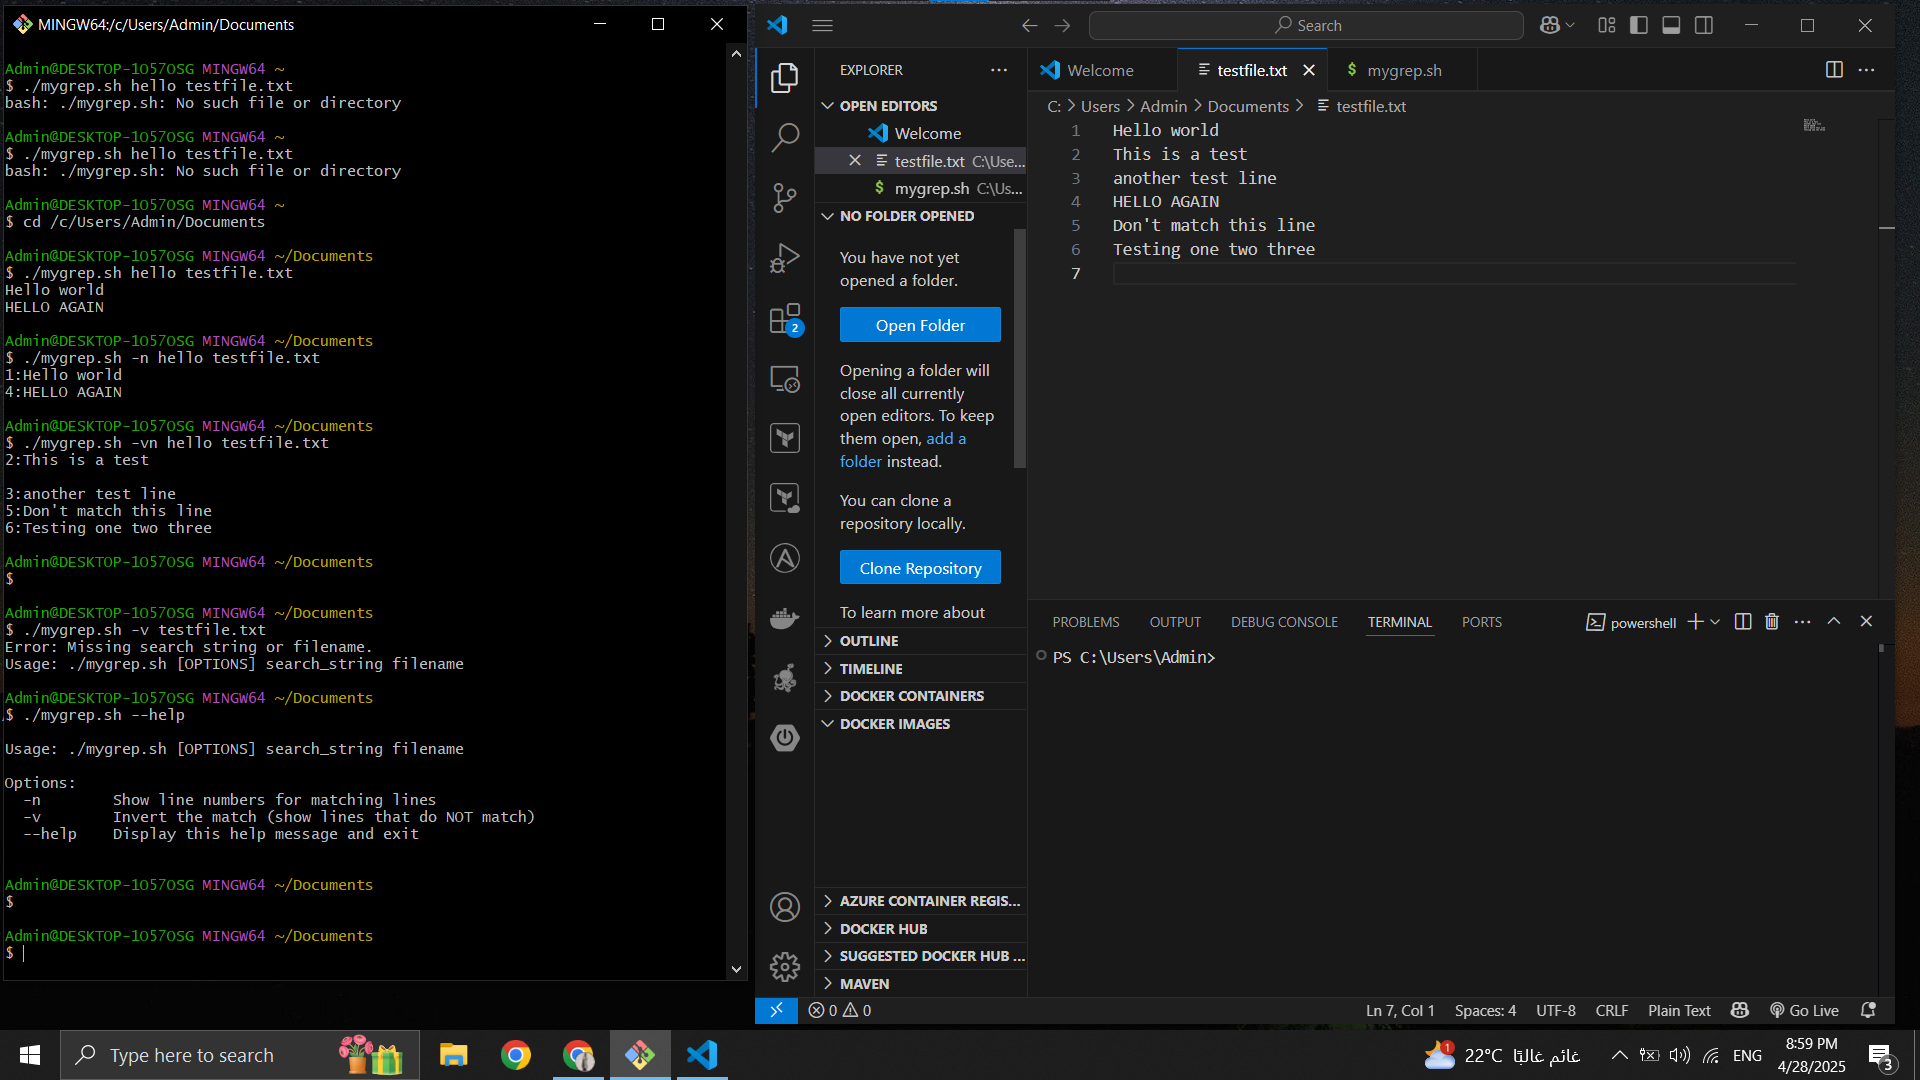 MINGW64:/c/Users/Admin/Documents
Admin@DESKTOP-1O57OSG MINGW64 ~
$ ./mygrep.sh hello testfile.txt
bash: ./mygrep.sh: No such file or directory
Admin@DESKTOP-1O57OSG MINGW64 ~
$ ./mygrep.sh hello testfile.txt
bash: ./mygrep.sh: No such file or directory
Admin@DESKTOP-1O57OSG MINGW64 ~
$ cd /c/Users/Admin/Documents
Admin@DESKTOP-1O57OSG MINGW64 ~/Documents
$ ./mygrep.sh hello testfile.txt
Hello world
HELLO AGAIN
Admin@DESKTOP-1O57OSG MINGW64 ~/Documents
$ ./mygrep.sh -n hello testfile.txt
1:Hello world
4:HELLO AGAIN
Admin@DESKTOP-1O57OSG MINGW64 ~/Documents
$ ./mygrep.sh -vn hello testfile.txt
2:This is a test
3:another test line
5:Don't match this line
6:Testing one two three
Admin@DESKTOP-1O57OSG MINGW64 ~/Documents
$
Admin@DESKTOP-1O57OSG MINGW64 ~/Documents
$ ./mygrep.sh -v testfile.txt
Error: Missing search string or filename.
Usage: ./mygrep.sh [OPTIONS] search_string filename
Admin@DESKTOP-1O57OSG MINGW64 ~/Documents
$ ./mygrep.sh --help
Usage: ./mygrep.sh [OPTIONS] search_string filename
Options:
-n Show line numbers for matching lines
-v Invert the match (show lines that do NOT match)
--help Display this help message and exit
Admin@DESKTOP-1O57OSG MINGW64 ~/Documents
$
Admin@DESKTOP-1O57OSG MINGW64 ~/Documents
$
Search
EXPLORER
OPEN EDITORS
Welcome
testfile.txt C:\Use...
$ mygrep.sh C:\Us...
NO FOLDER OPENED
You have not yet
opened a folder.
Open Folder
Opening a folder will
close all currently
open editors. To keep
them open, add a
folder instead.
You can clone a
repository locally.
Clone Repository
To learn more about
OUTLINE
TIMELINE
DOCKER CONTAINERS
DOCKER IMAGES
AZURE CONTAINER REGIS...
DOCKER HUB
SUGGESTED DOCKER HUB ...
MAVEN
2
Welcome testfile.txt $ mygrep.sh
C: > Users > Admin > Documents > testfile.txt
1 Hello world
2 This is a test
3 another test line
4 HELLO AGAIN
5 Don't match this line
6 Testing one two three
7
PROBLEMS OUTPUT DEBUG CONSOLE TERMINAL PORTS powershell
PS C:\Users\Admin>
0 0 Ln 7, Col 1 Spaces: 4 UTF-8 CRLF Plain Text Go Live
Type here to search
1 22°C غائم غالبًا ENG
8:59 PM
4/28/2025
3